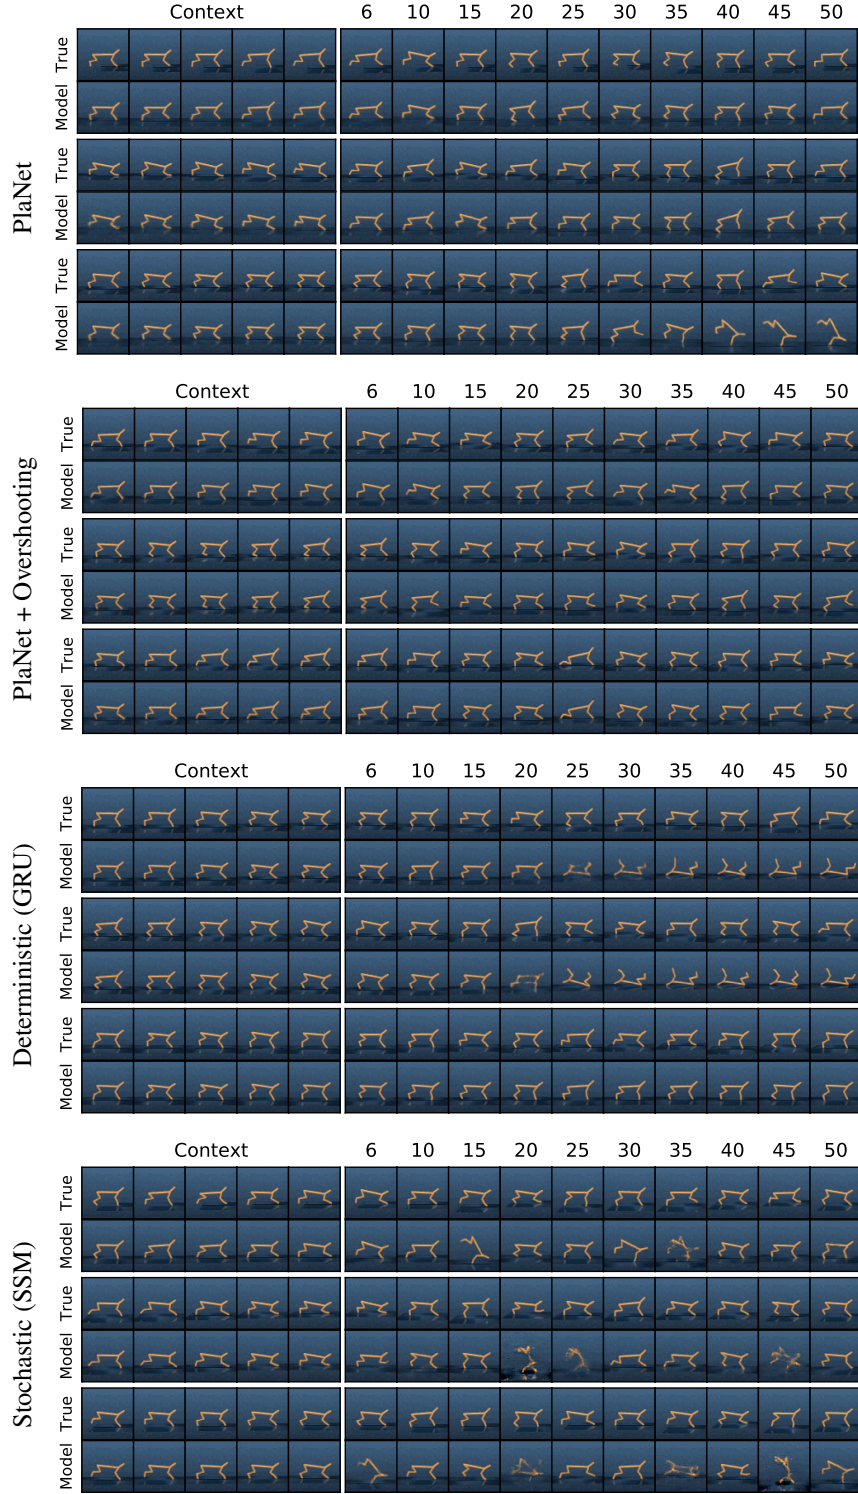 Context 6 10 15 20 25 30 35 40 45 50
PlaNet
True
Model
True
Model
True
Model
Context 6 10 15 20 25 30 35 40 45 50
PlaNet + Overshooting
True
Model
True
Model
True
Model
Context 6 10 15 20 25 30 35 40 45 50
Deterministic (GRU)
True
Model
True
Model
True
Model
Context 6 10 15 20 25 30 35 40 45 50
Stochastic (SSM)
True
Model
True
Model
True
Model